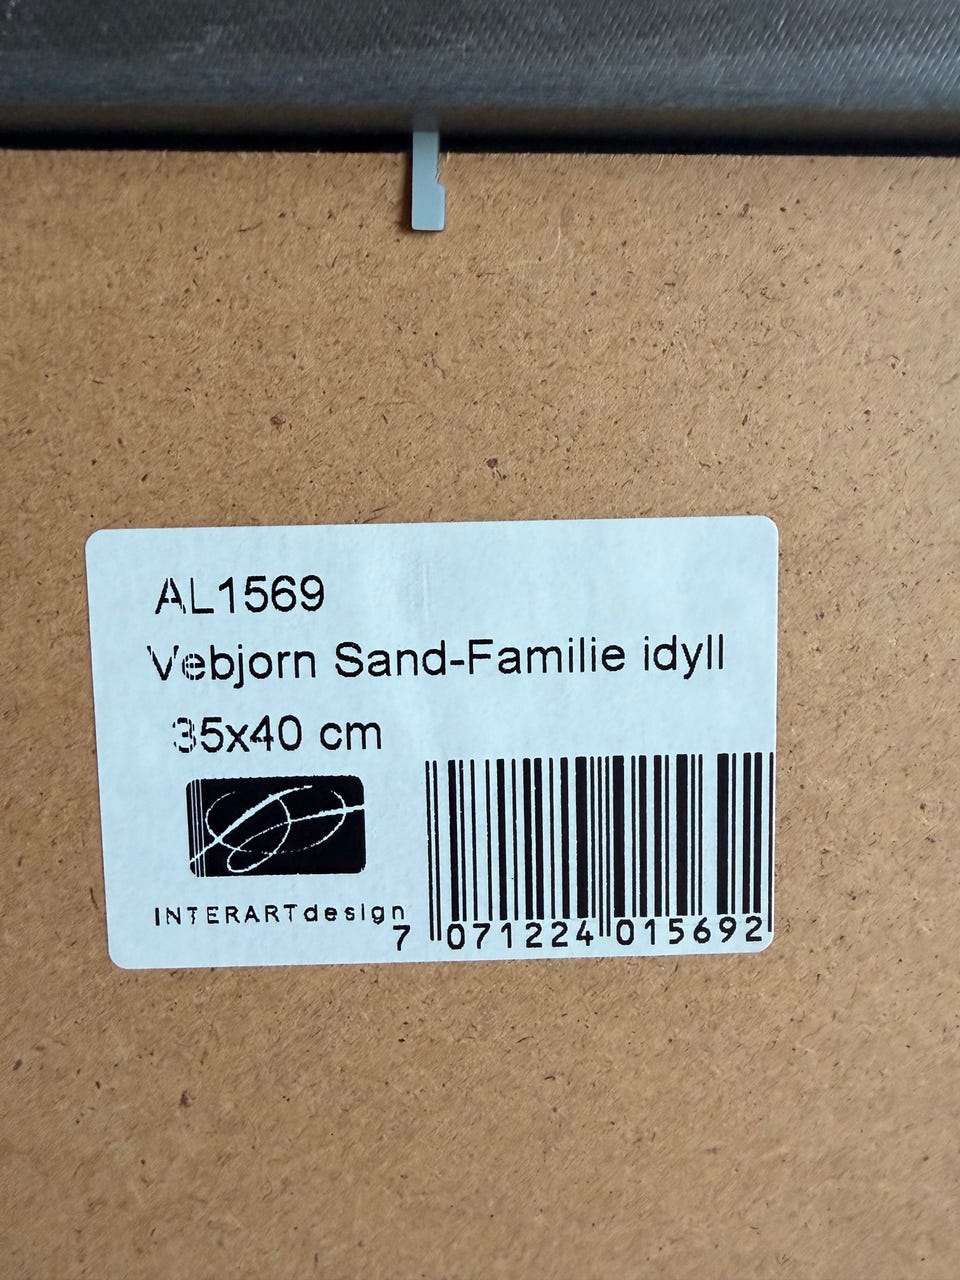 AL1569
Vebjorn Sand-Familie idyll
35x40 cm
INTERARTdesign
7 071224 015692